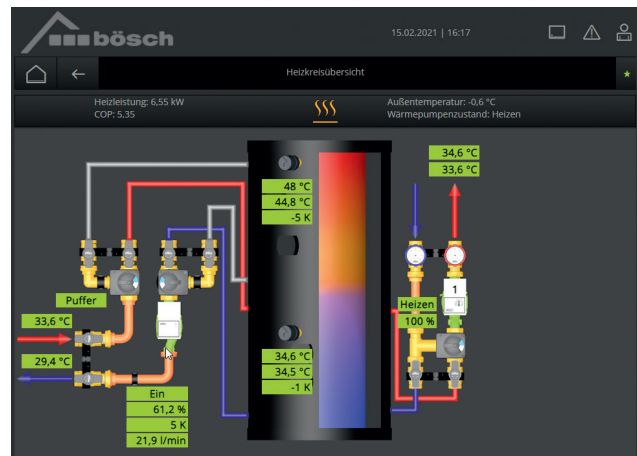 bösch
15.02.2021 | 16:17
Heizkreisübersicht
Heizleistung: 6,55 kW
COP: 5,35
Außentemperatur: -0,6 °C
Wärmepumpenzustand: Heizen
34,6 °C
33,6 °C
48 °C
44,8 °C
-5 K
Puffer
1
Heizen
100 %
33,6 °C
29,4 °C
34,6 °C
34,5 °C
-1 K
Ein
61,2 %
5 K
21,9 l/min